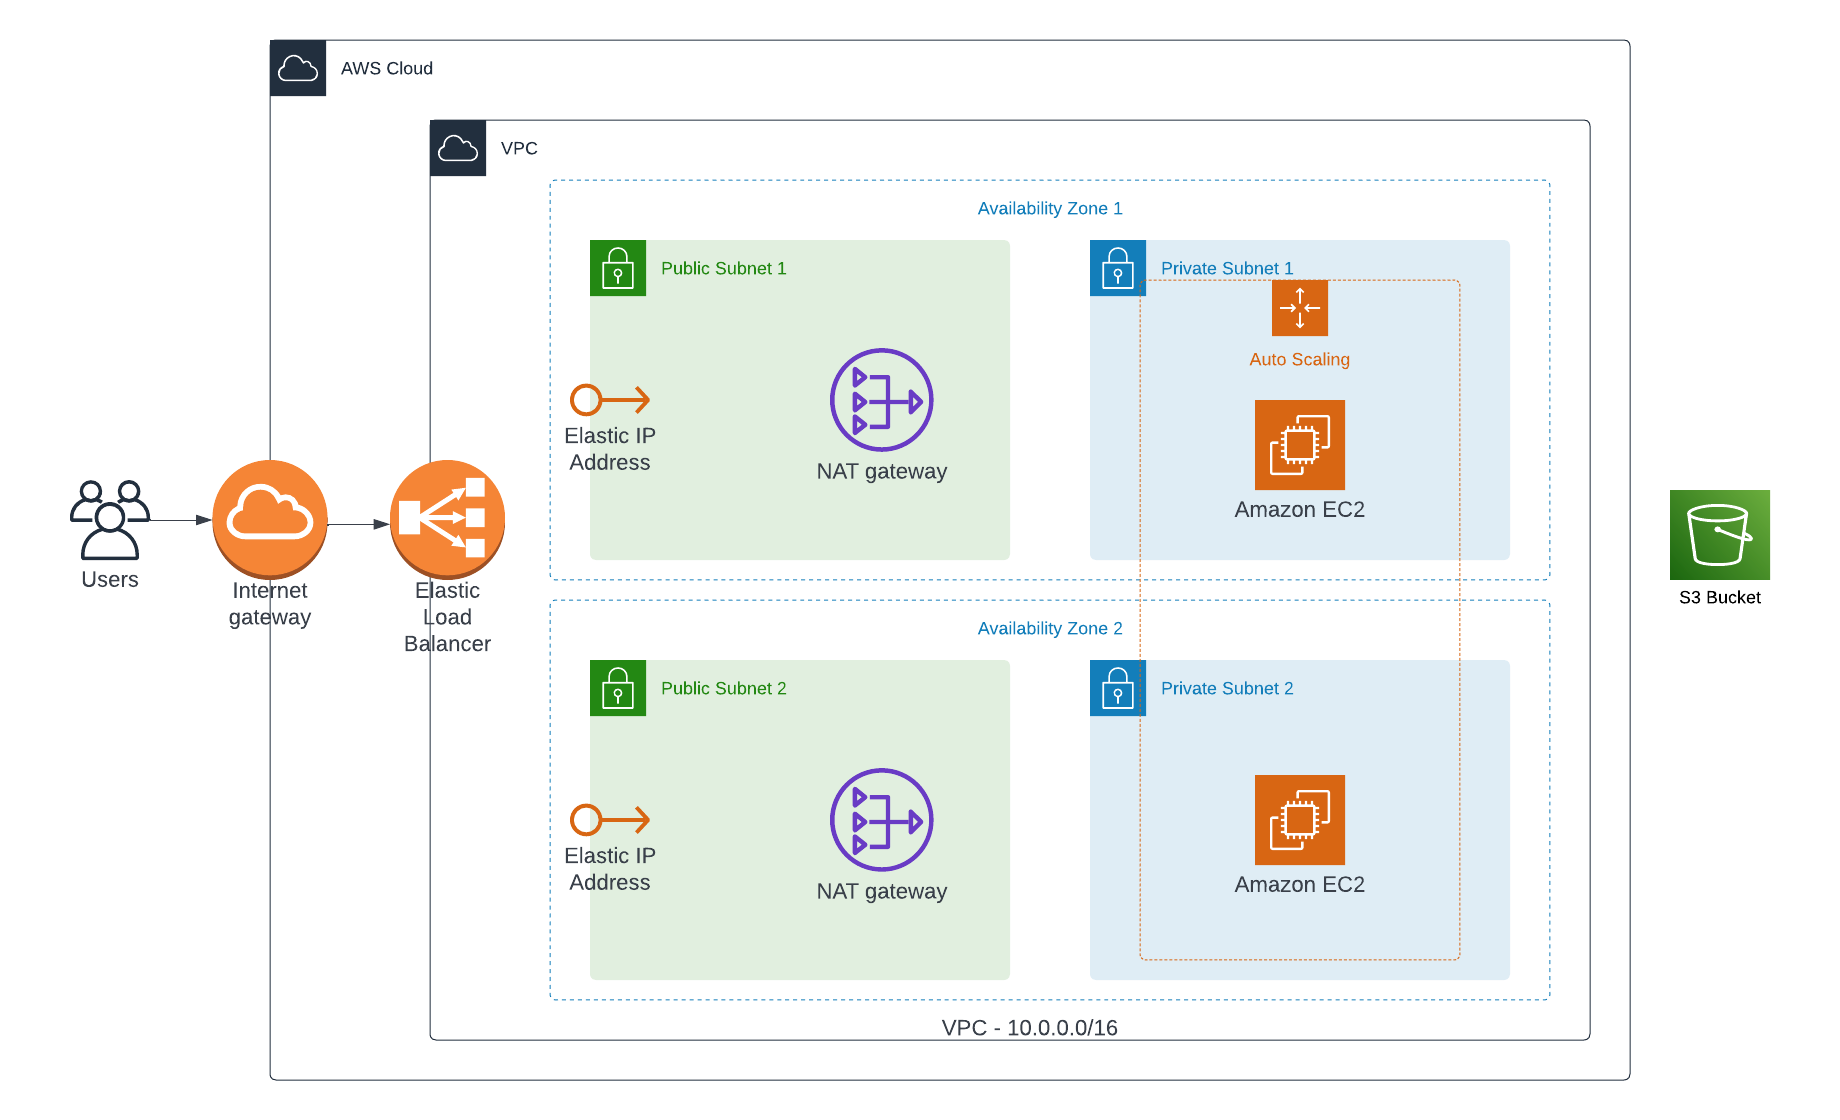 AWS Cloud
VPC
Availability Zone 1
Public Subnet 1
Private Subnet 1
Auto Scaling
Elastic IP
Address
NAT gateway
Amazon EC2
Users
Internet
gateway
Elastic
Load
Balancer
S3 Bucket
Availability Zone 2
Public Subnet 2
Private Subnet 2
Elastic IP
Address
NAT gateway
Amazon EC2
VPC - 10.0.0.0/16